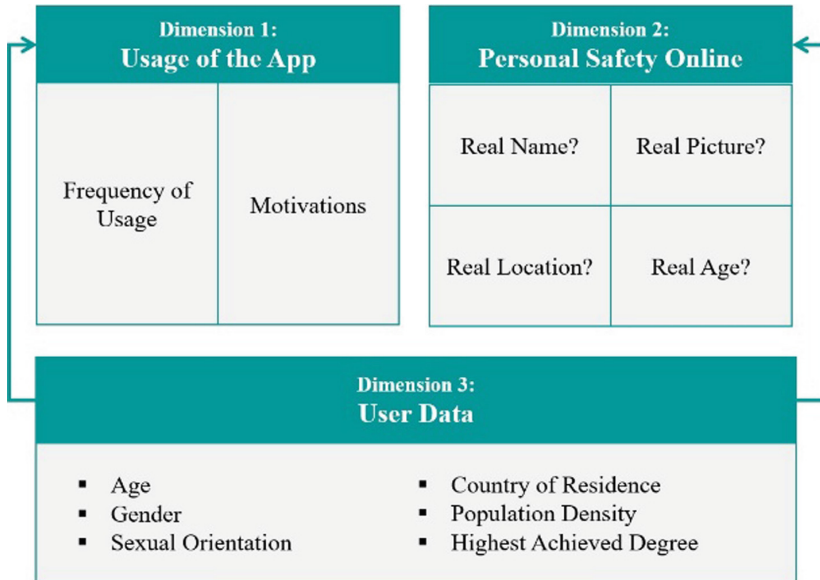 Dimension 1:
Usage of the App
Frequency of
Usage
Motivations
Dimension 2:
Personal Safety Online
Real Name?
Real Picture?
Real Location?
Real Age?
Dimension 3:
User Data
▪ Age
▪ Gender
▪ Sexual Orientation
▪ Country of Residence
▪ Population Density
▪ Highest Achieved Degree